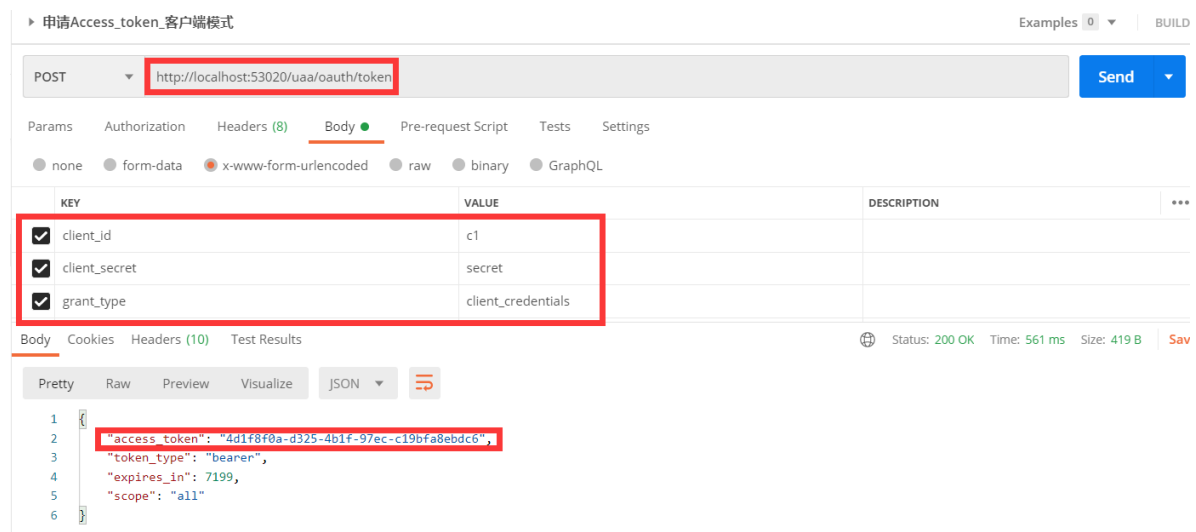 申请Access_token_客户端模式 Examples 0 BUILD
POST http://localhost:53020/uaa/oauth/token Send
Params Authorization Headers (8) Body Pre-request Script Tests Settings
none form-data x-www-form-urlencoded raw binary GraphQL
KEY VALUE DESCRIPTION
client_id c1
client_secret secret
grant_type client_credentials
Body Cookies Headers (10) Test Results Status: 200 OK Time: 561 ms Size: 419 B Sav
Pretty Raw Preview Visualize JSON
1 {
2 "access_token": "4d1f8f0a-d325-4b1f-97ec-c19bfa8ebdc6",
3 "token_type": "bearer",
4 "expires_in": 7199,
5 "scope": "all"
6 }